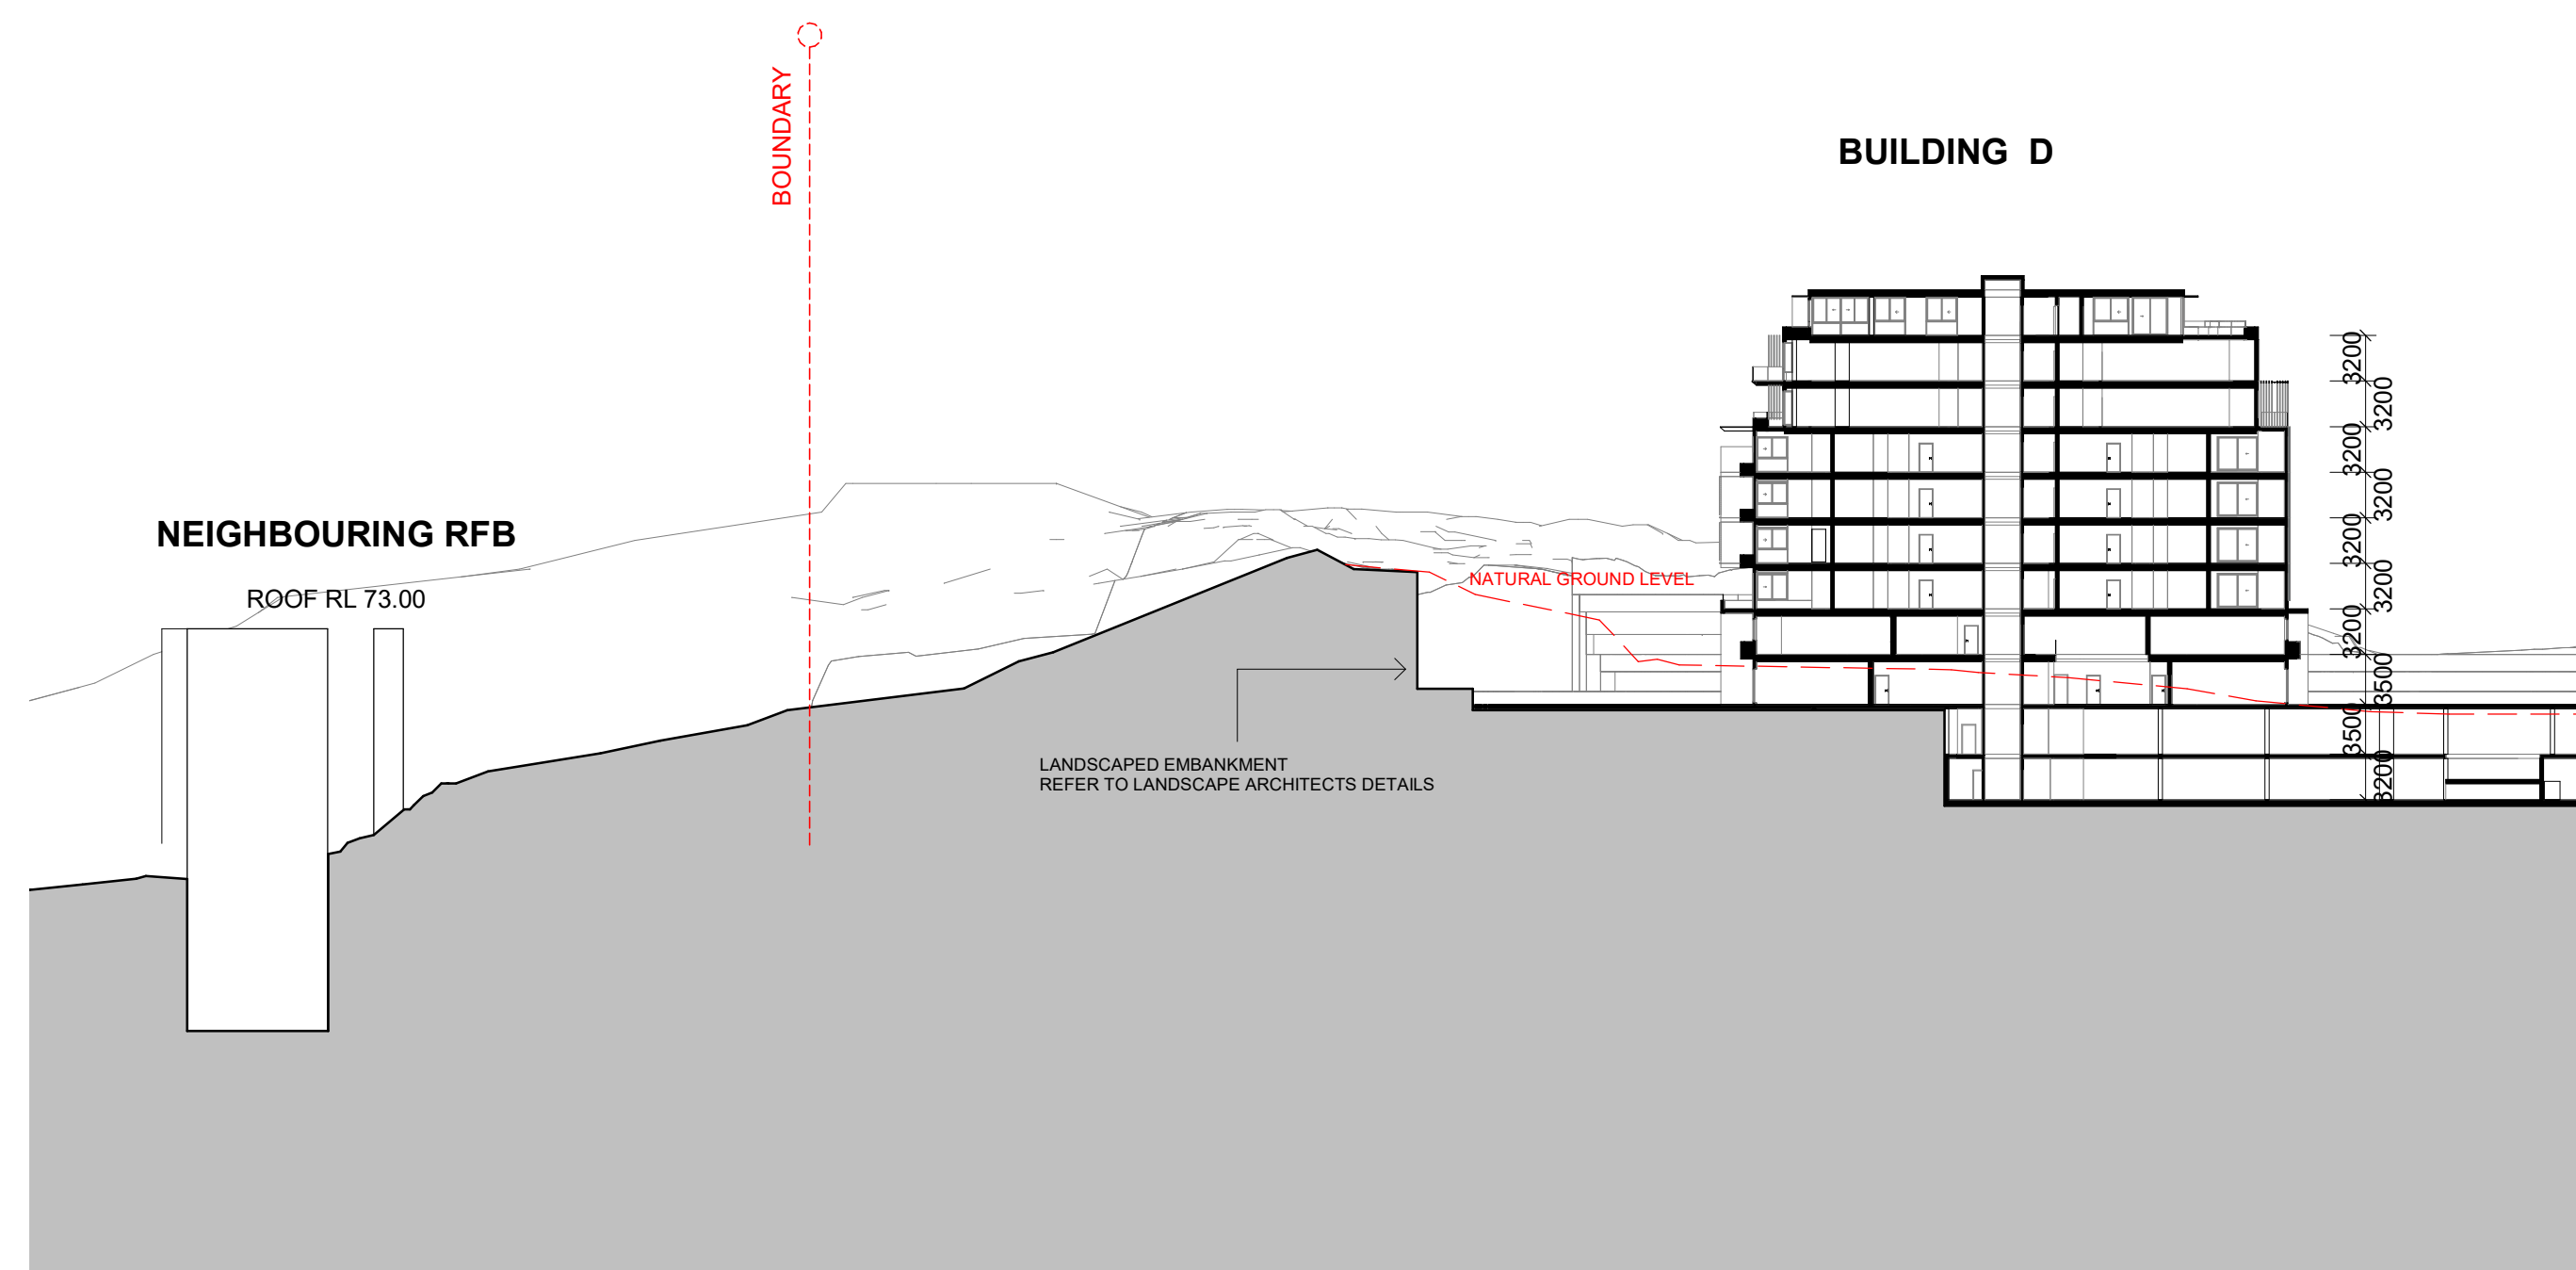 BOUNDARY
BUILDING D
NEIGHBOURING RFB
ROOF RL 73.00
NATURAL GROUND LEVEL
LANDSCAPED EMBANKMENT
REFER TO LANDSCAPE ARCHITECTS DETAILS
3200
3200
3200
3200
3200
3200
3200
3500
3500
3200